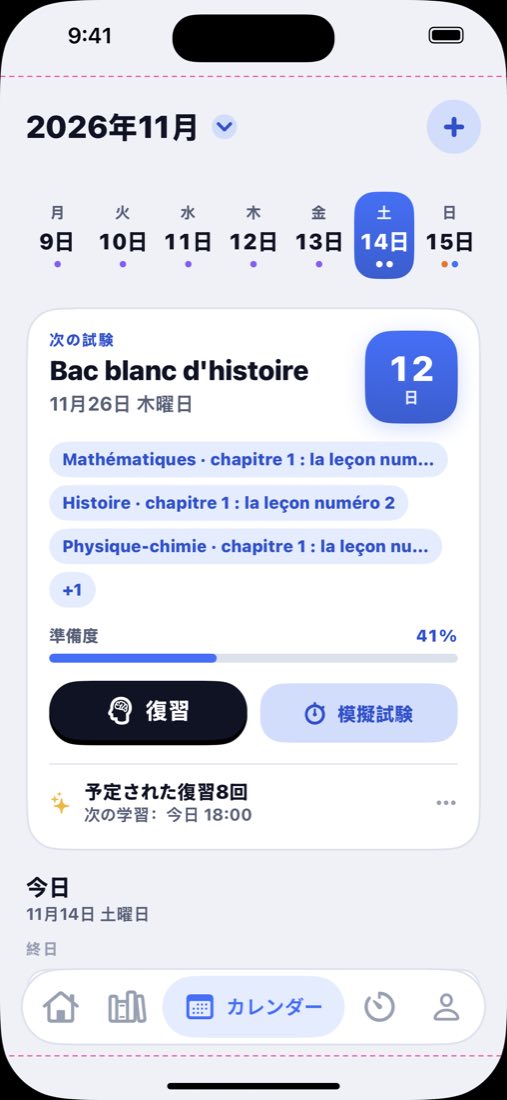 9:41
2026年11月
月 火 水 木 金 土 日
9日 10日 11日 12日 13日 14日 15日
次の試験
Bac blanc d'histoire
11月26日 木曜日
12
日
Mathématiques · chapitre 1 : la leçon num...
Histoire · chapitre 1 : la leçon numéro 2
Physique-chimie · chapitre 1 : la leçon nu...
+1
準備度 41%
復習 模擬試験
予定された復習8回
次の学習: 今日 18:00
今日
11月14日 土曜日
終日
カレンダー